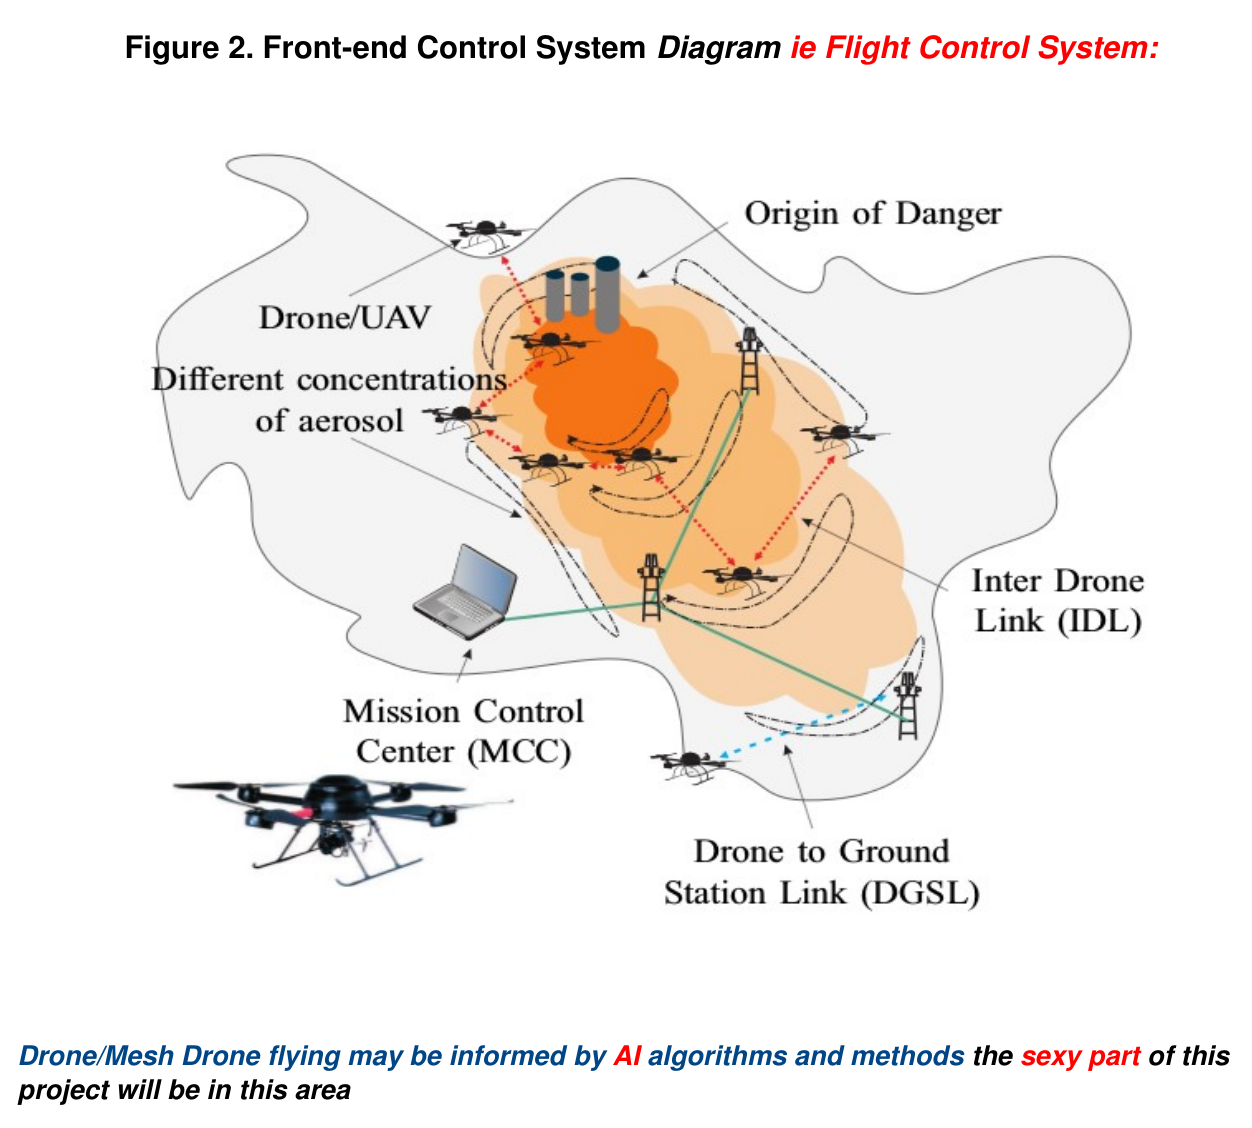 Figure 2. Front-end Control System Diagram ie Flight Control System:
Origin of Danger
Drone/UAV
Different concentrations
of aerosol
Inter Drone
Link (IDL)
Mission Control
Center (MCC)
Drone to Ground
Station Link (DGSL)
Drone/Mesh Drone flying may be informed by AI algorithms and methods the sexy part of this
project will be in this area